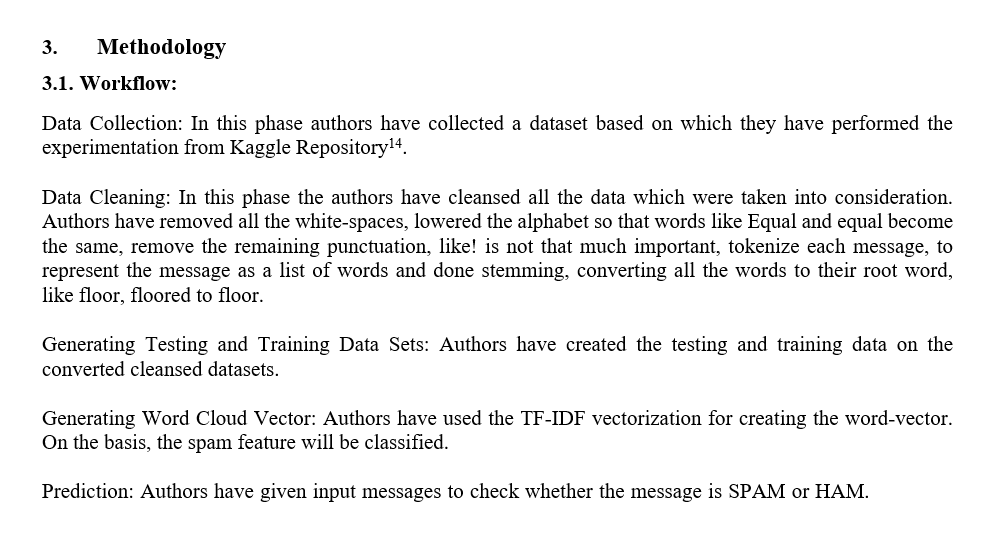 3. Methodology
3.1. Workflow:
Data Collection: In this phase authors have collected a dataset based on which they have performed the
experimentation from Kaggle Repository¹⁴.
Data Cleaning: In this phase the authors have cleansed all the data which were taken into consideration.
Authors have removed all the white-spaces, lowered the alphabet so that words like Equal and equal become
the same, remove the remaining punctuation, like! is not that much important, tokenize each message, to
represent the message as a list of words and done stemming, converting all the words to their root word,
like floor, floored to floor.
Generating Testing and Training Data Sets: Authors have created the testing and training data on the
converted cleansed datasets.
Generating Word Cloud Vector: Authors have used the TF-IDF vectorization for creating the word-vector.
On the basis, the spam feature will be classified.
Prediction: Authors have given input messages to check whether the message is SPAM or HAM.